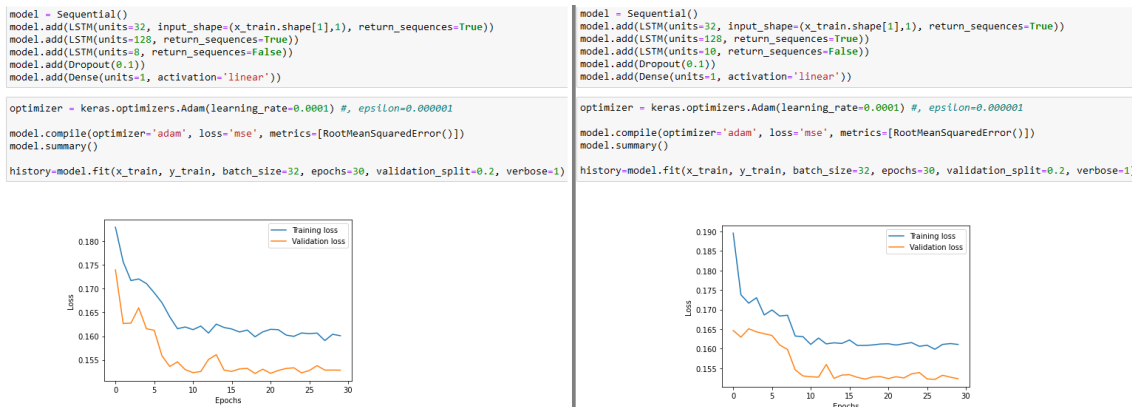 model = Sequential()
model.add(LSTM(units=32, input_shape=(x_train.shape[1],1), return_sequences=True))
model.add(LSTM(units=128, return_sequences=True))
model.add(LSTM(units=8, return_sequences=False))
model.add(Dropout(0.1))
model.add(Dense(units=1, activation='linear'))
optimizer = keras.optimizers.Adam(learning_rate=0.0001) #, epsilon=0.000001
model.compile(optimizer='adam', loss='mse', metrics=[RootMeanSquaredError()])
model.summary()
history=model.fit(x_train, y_train, batch_size=32, epochs=30, validation_split=0.2, verbose=1)
Training loss
Validation loss
0.180
0.175
0.170
0.165
0.160
0.155
Loss
0 5 10 15 20 25 30
Epochs
model = Sequential()
model.add(LSTM(units=32, input_shape=(x_train.shape[1],1), return_sequences=True))
model.add(LSTM(units=128, return_sequences=True))
model.add(LSTM(units=10, return_sequences=False))
model.add(Dropout(0.1))
model.add(Dense(units=1, activation='linear'))
optimizer = keras.optimizers.Adam(learning_rate=0.0001) #, epsilon=0.000001
model.compile(optimizer='adam', loss='mse', metrics=[RootMeanSquaredError()])
model.summary()
history=model.fit(x_train, y_train, batch_size=32, epochs=30, validation_split=0.2, verbose=1)
Training loss
Validation loss
0.190
0.185
0.180
0.175
0.170
0.165
0.160
0.155
Loss
0 5 10 15 20 25 30
Epochs